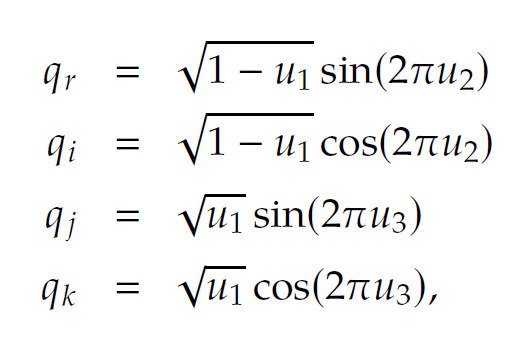 q_r = √(1 − u_1) sin(2πu_2)
q_i = √(1 − u_1) cos(2πu_2)
q_j = √u_1 sin(2πu_3)
q_k = √u_1 cos(2πu_3),